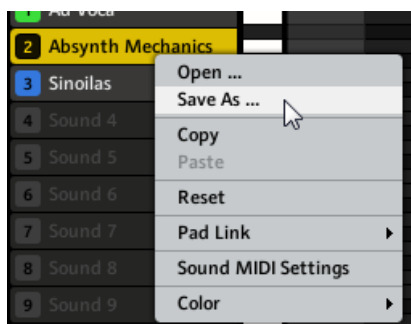 1 Ad Voca
2 Absynth Mechanics
3 Sinoilas
4 Sound 4
5 Sound 5
6 Sound 6
7 Sound 7
8 Sound 8
9 Sound 9
Open ...
Save As ...
Copy
Paste
Reset
Pad Link
Sound MIDI Settings
Color